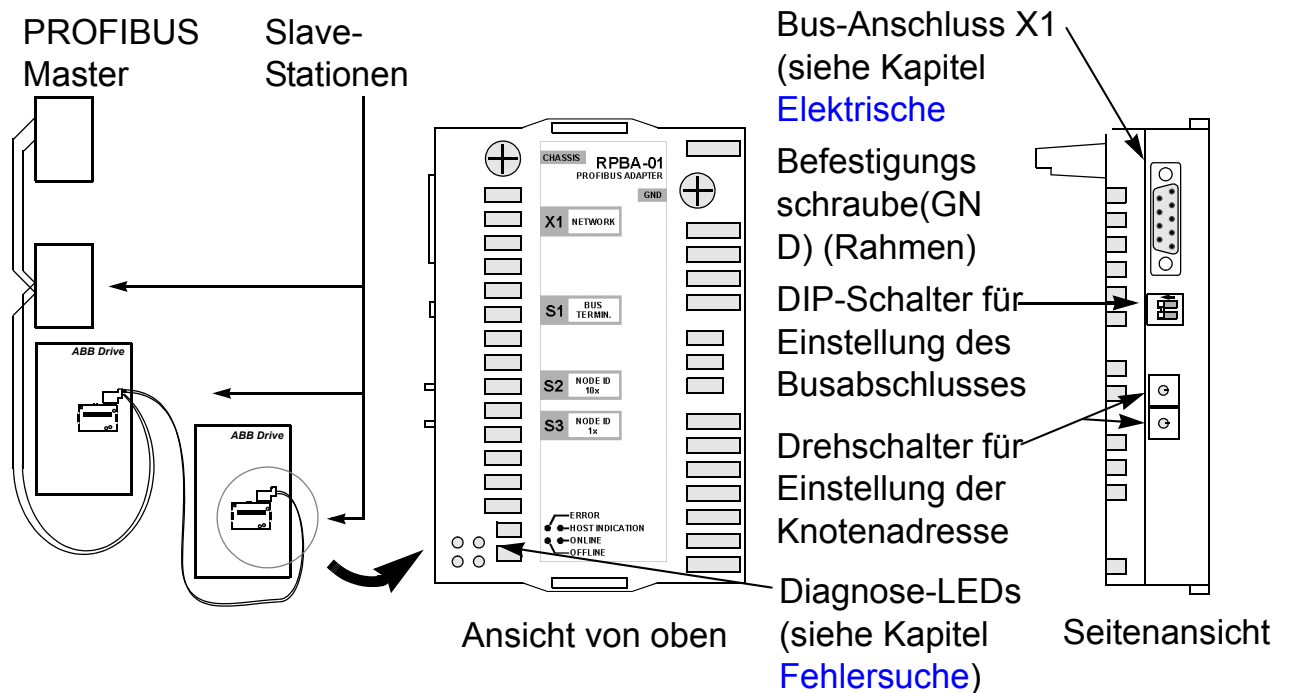 PROFIBUS
Master
Slave-
Stationen
ABB Drive
ABB Drive
CHASSIS
RPBA-01
PROFIBUS ADAPTER
GND
X1 NETWORK
S1 BUS
TERMIN.
S2 NODE ID
10x
S3 NODE ID
1x
ERROR
HOST INDICATION
ONLINE
OFFLINE
Ansicht von oben
Bus-Anschluss X1
(siehe Kapitel
Elektrische
Befestigungs
schraube(GN
D) (Rahmen)
DIP-Schalter für
Einstellung des
Busabschlusses
Drehschalter für
Einstellung der
Knotenadresse
Diagnose-LEDs
(siehe Kapitel
Fehlersuche)
Seitenansicht